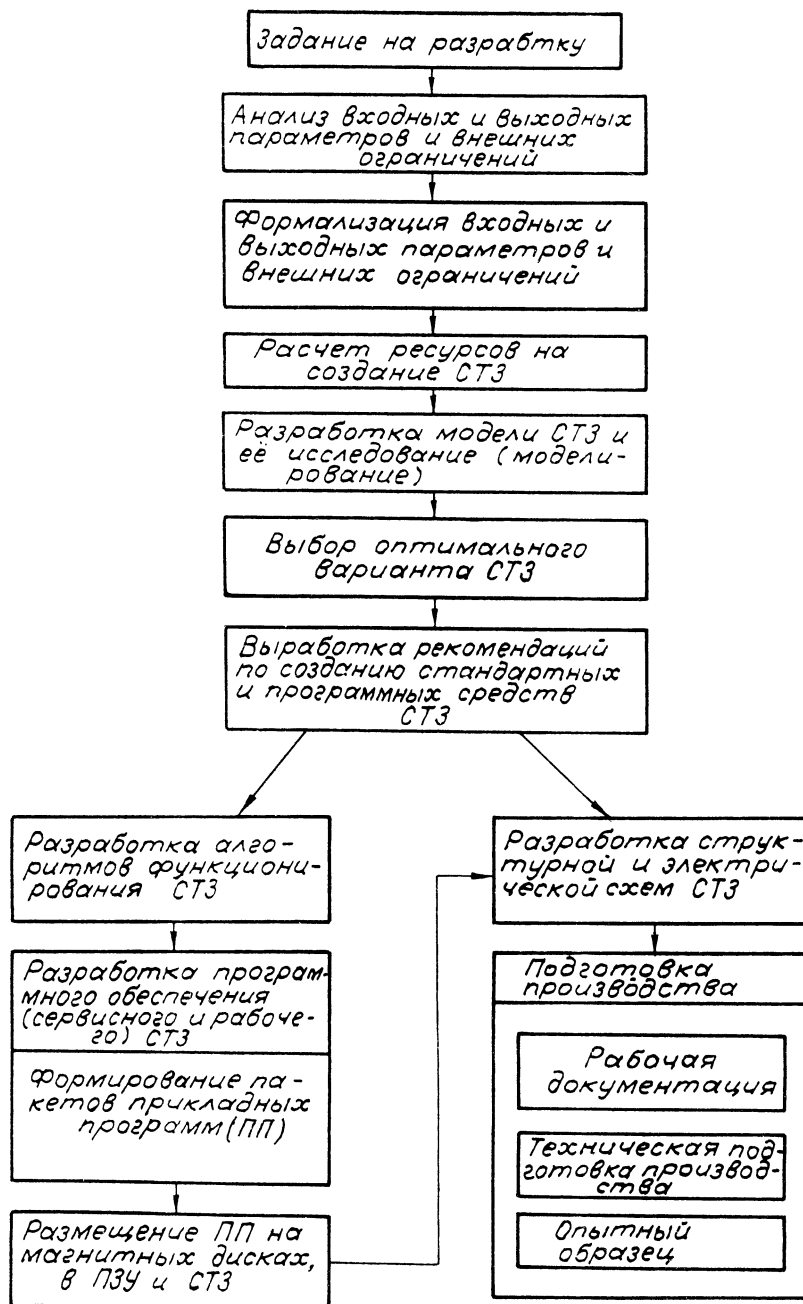 Задание на разрабтку
Анализ входных и выходных
параметров и внешних
ограничений
Формализация входных и
выходных параметров и
внешних ограничений
Расчет ресурсов на
создание СТЗ
Разработка модели СТЗ и
её исследование (модели-
рование)
Выбор оптимального
варианта СТЗ
Выработка рекомендаций
по созданию стандартных
и программных средств
СТЗ
Разработка алго-
ритмов функциони-
рования СТЗ
Разработка програм-
много обеспечения
(сервисного и рабоче-
го) СТЗ
Формирование па-
кетов прикладных
программ (ПП)
Размещение ПП на
магнитных дисках,
в ПЗУ и СТЗ
Разработка струк-
турной и электри-
ческой схем СТЗ
Подготовка
производства
Рабочая
документация
Техническая под-
готовка производ-
ства
Опытный
образец